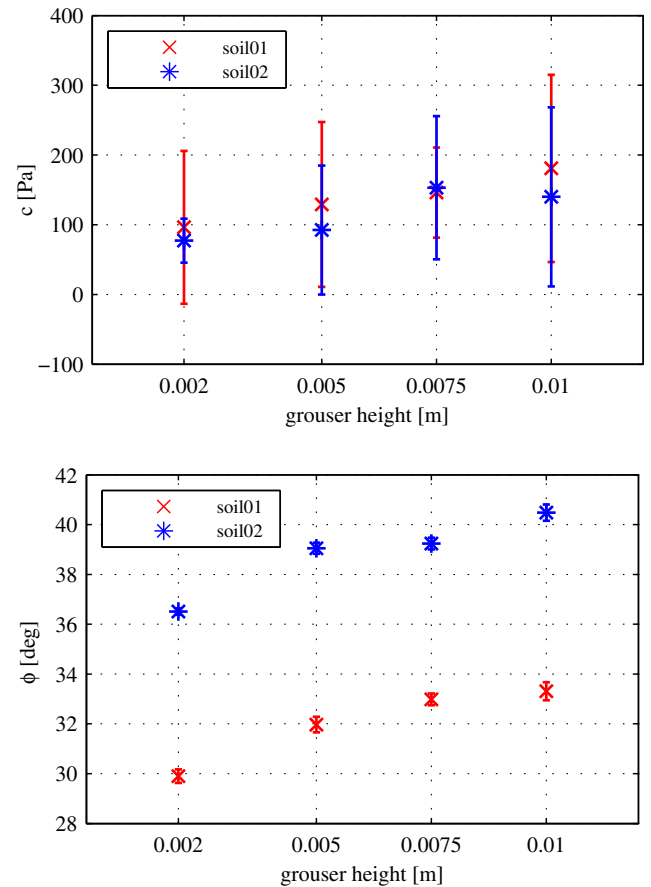 400
300
200
100
0
−100
c [Pa]
soil01
soil02
0.002 0.005 0.0075 0.01
grouser height [m]
42
40
38
36
34
32
30
28
ϕ [deg]
soil01
soil02
0.002 0.005 0.0075 0.01
grouser height [m]